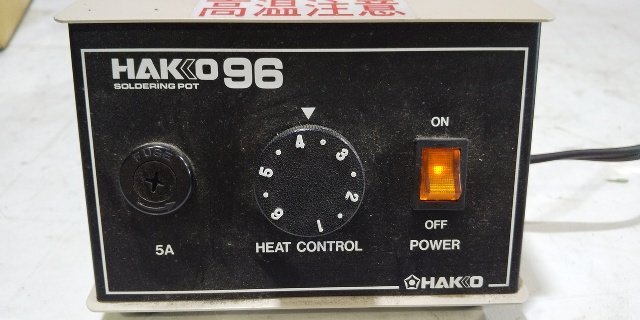 高温注意
HAKKO 96
SOLDERING POT
ON
FUSE
4
3
5
2
6
1
OFF
5A
HEAT CONTROL
POWER
HAKKO